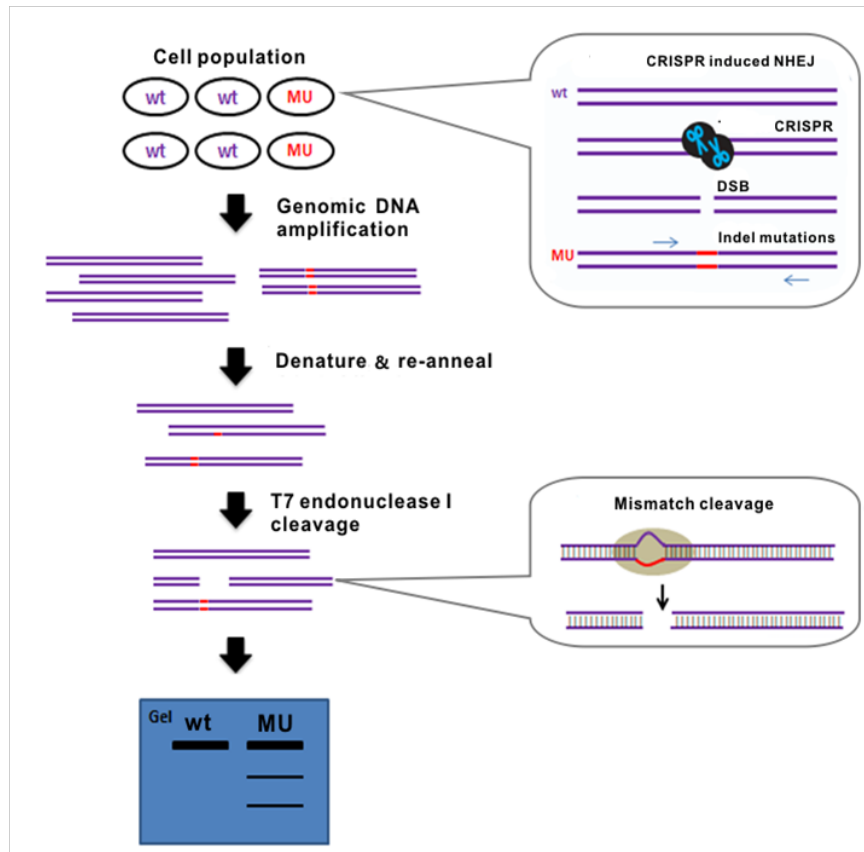 Cell population
wt wt MU
wt wt MU
CRISPR induced NHEJ
wt
CRISPR
DSB
Indel mutations
MU
Genomic DNA
amplification
Denature & re-anneal
T7 endonuclease I
cleavage
Mismatch cleavage
Gel wt MU